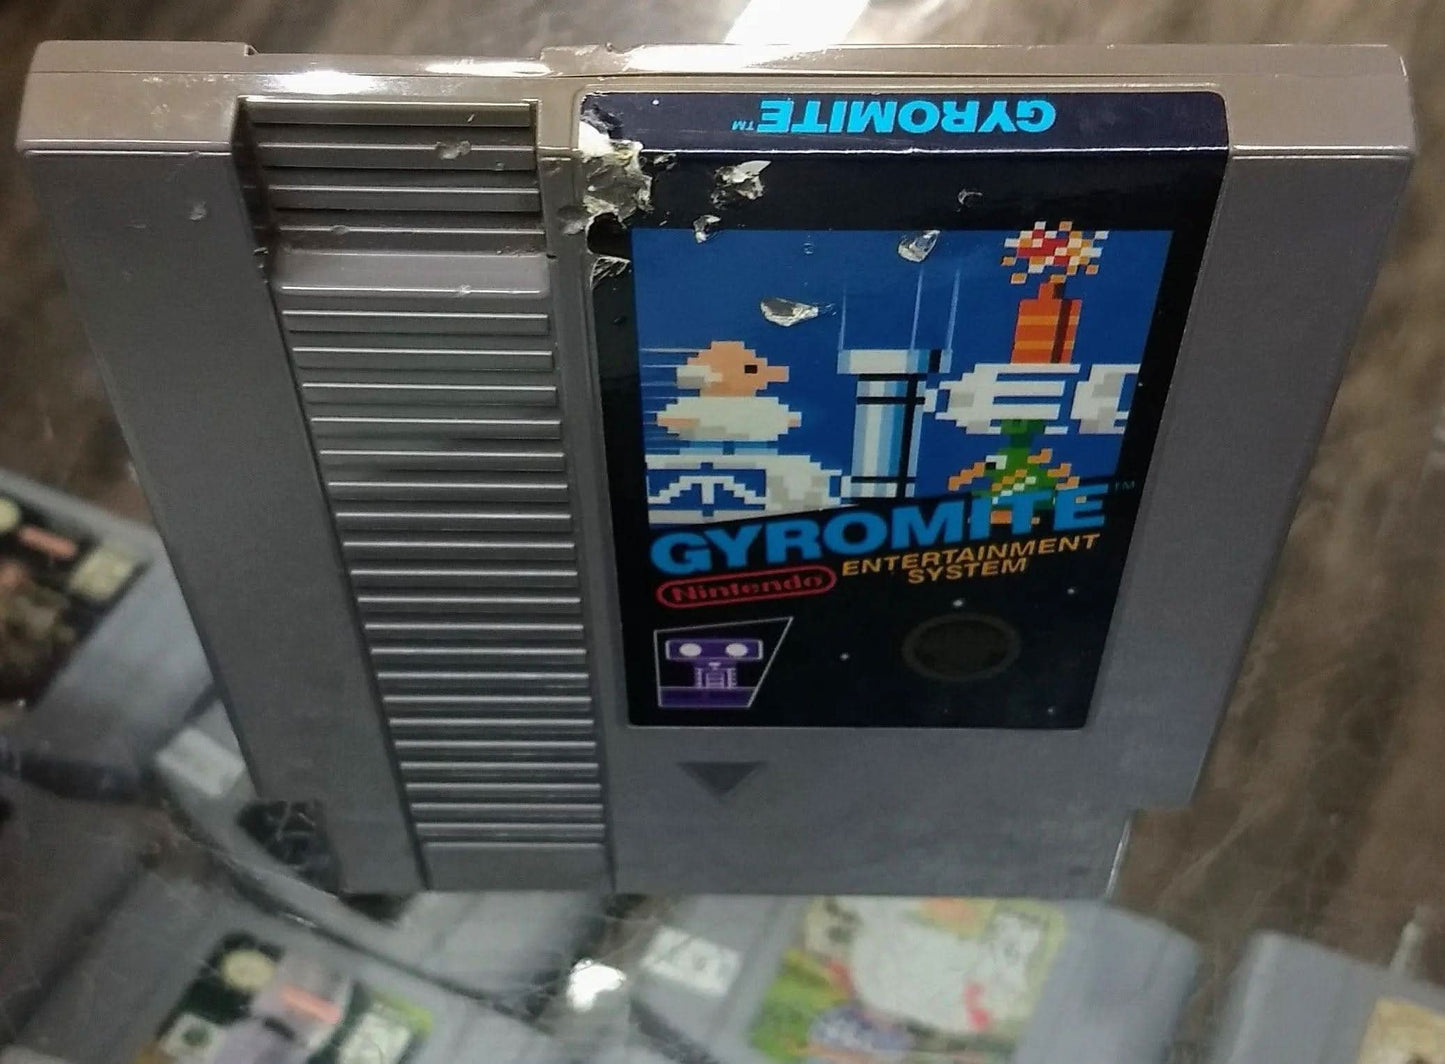 GYROMITE™
GYROMITE™
Nintendo
ENTERTAINMENT
SYSTEM